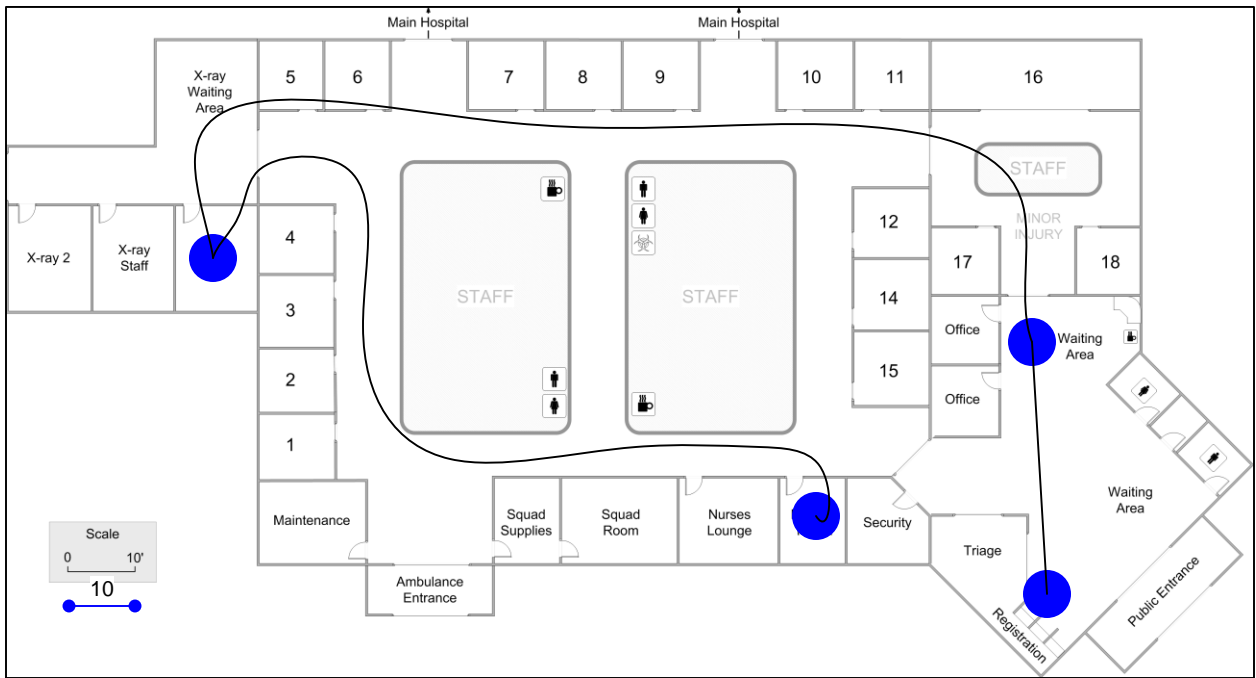 Main Hospital
Main Hospital
X-ray
Waiting
Area
5
6
7
8
9
10
11
16
STAFF
MINOR
INJURY
4
12
17
18
X-ray 2
X-ray
Staff
3
STAFF
STAFF
14
Office
Waiting
Area
2
15
Office
1
Maintenance
Squad
Supplies
Squad
Room
Nurses
Lounge
Security
Waiting
Area
Triage
Scale
0
10'
10
Ambulance
Entrance
Registration
Public Entrance